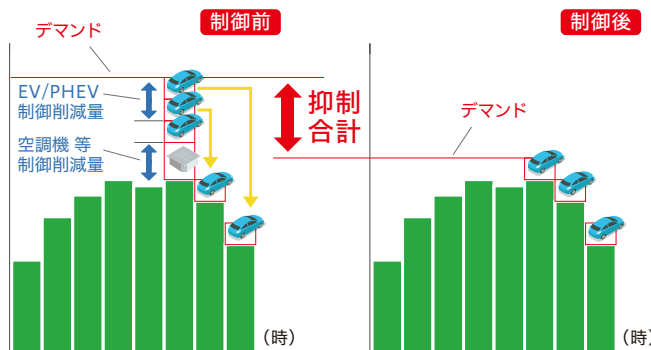 制御前
デマンド
EV/PHEV
制御削減量
空調機 等
制御削減量
(時)
抑制
合計
制御後
デマンド
(時)